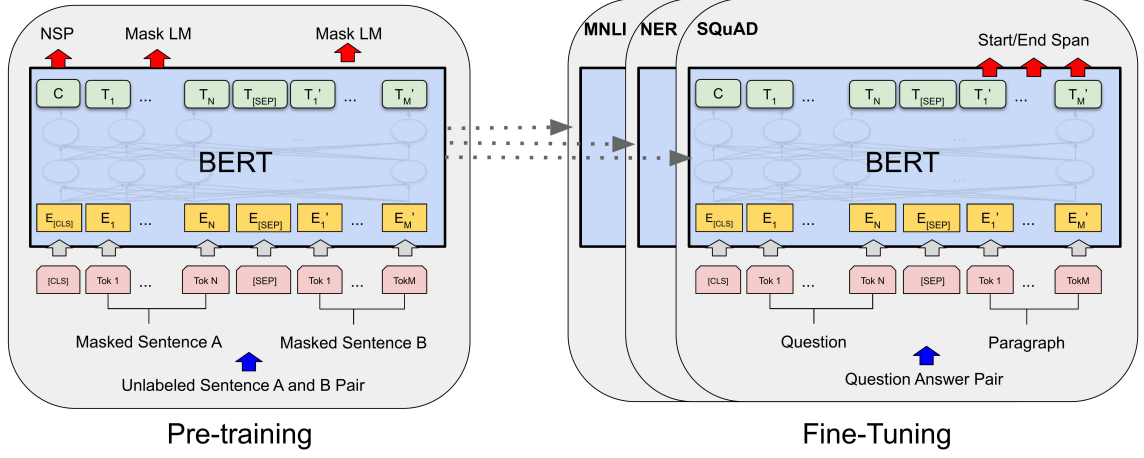 NSP Mask LM Mask LM
C T1 ... TN T[SEP] T1' ... TM'
...
BERT
...
E[CLS] E1 ... EN E[SEP] E1' ... EM'
[CLS] Tok 1 ... Tok N [SEP] Tok 1 ... TokM
Masked Sentence A Masked Sentence B
Unlabeled Sentence A and B Pair
Pre-training
MNLI NER SQuAD
Start/End Span
C T1 ... TN T[SEP] T1' ... TM'
...
BERT
...
E[CLS] E1 ... EN E[SEP] E1' ... EM'
[CLS] Tok 1 ... Tok N [SEP] Tok 1 ... TokM
Question Paragraph
Question Answer Pair
Fine-Tuning